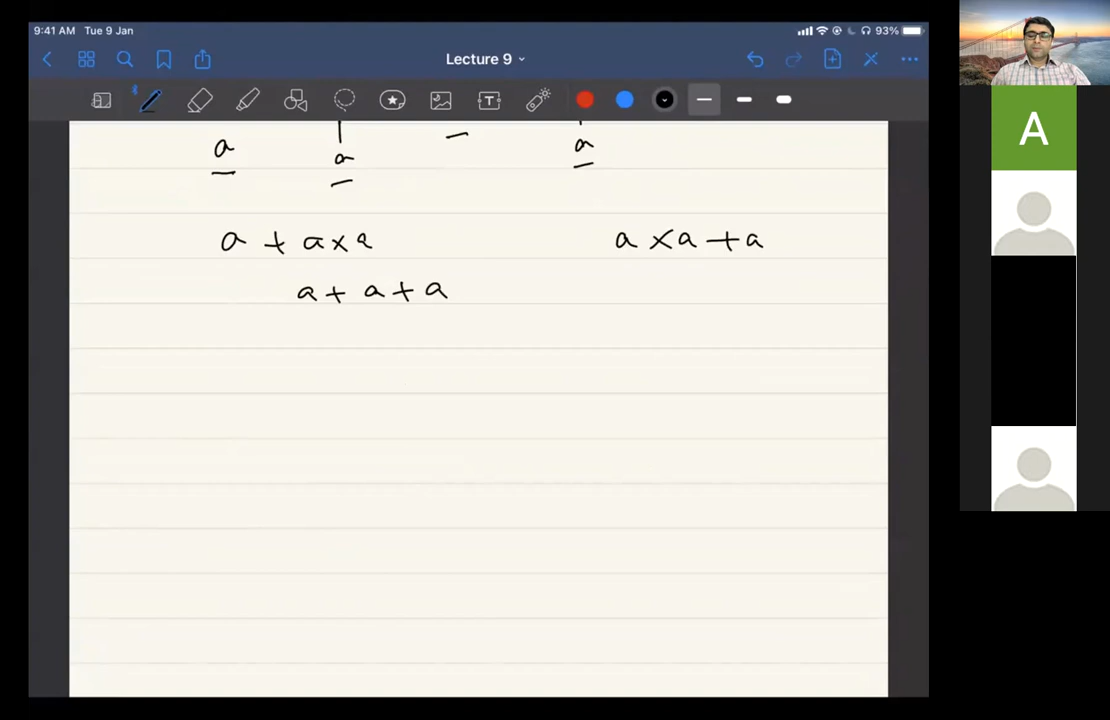 9:41 AM Tue 9 Jan 93%
Lecture 9
T
a a — a
a + a × a a × a + a
a + a + a
A